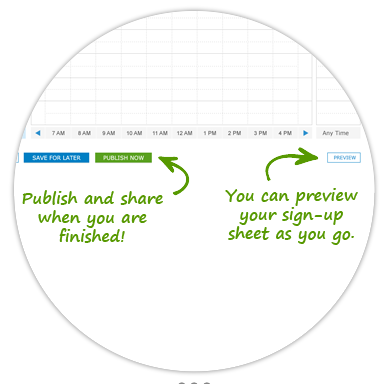 7 AM 8 AM 9 AM 10 AM 11 AM 12 AM 1 PM 2 PM 3 PM 4 PM Any Time
SAVE FOR LATER PUBLISH NOW PREVIEW
Publish and share
when you are
finished!
You can preview
your sign-up
sheet as you go.